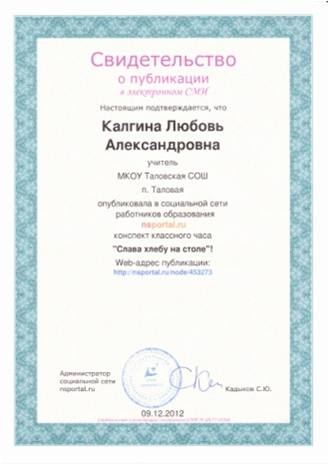 Свидетельство
о публикации
в электронном СМИ
Настоящим подтверждается, что
Калгина Любовь
Александровна
учитель
МКОУ Таловская СОШ
п. Таловая
опубликовала в социальной сети
работников образования
nsportal.ru
конспект классного часа
"Слава хлебу на столе"!
Web-адрес публикации:
http://nsportal.ru/node/453273
Администратор
социальной сети
nsportal.ru
Кадыков С.Ю.
09.12.2012